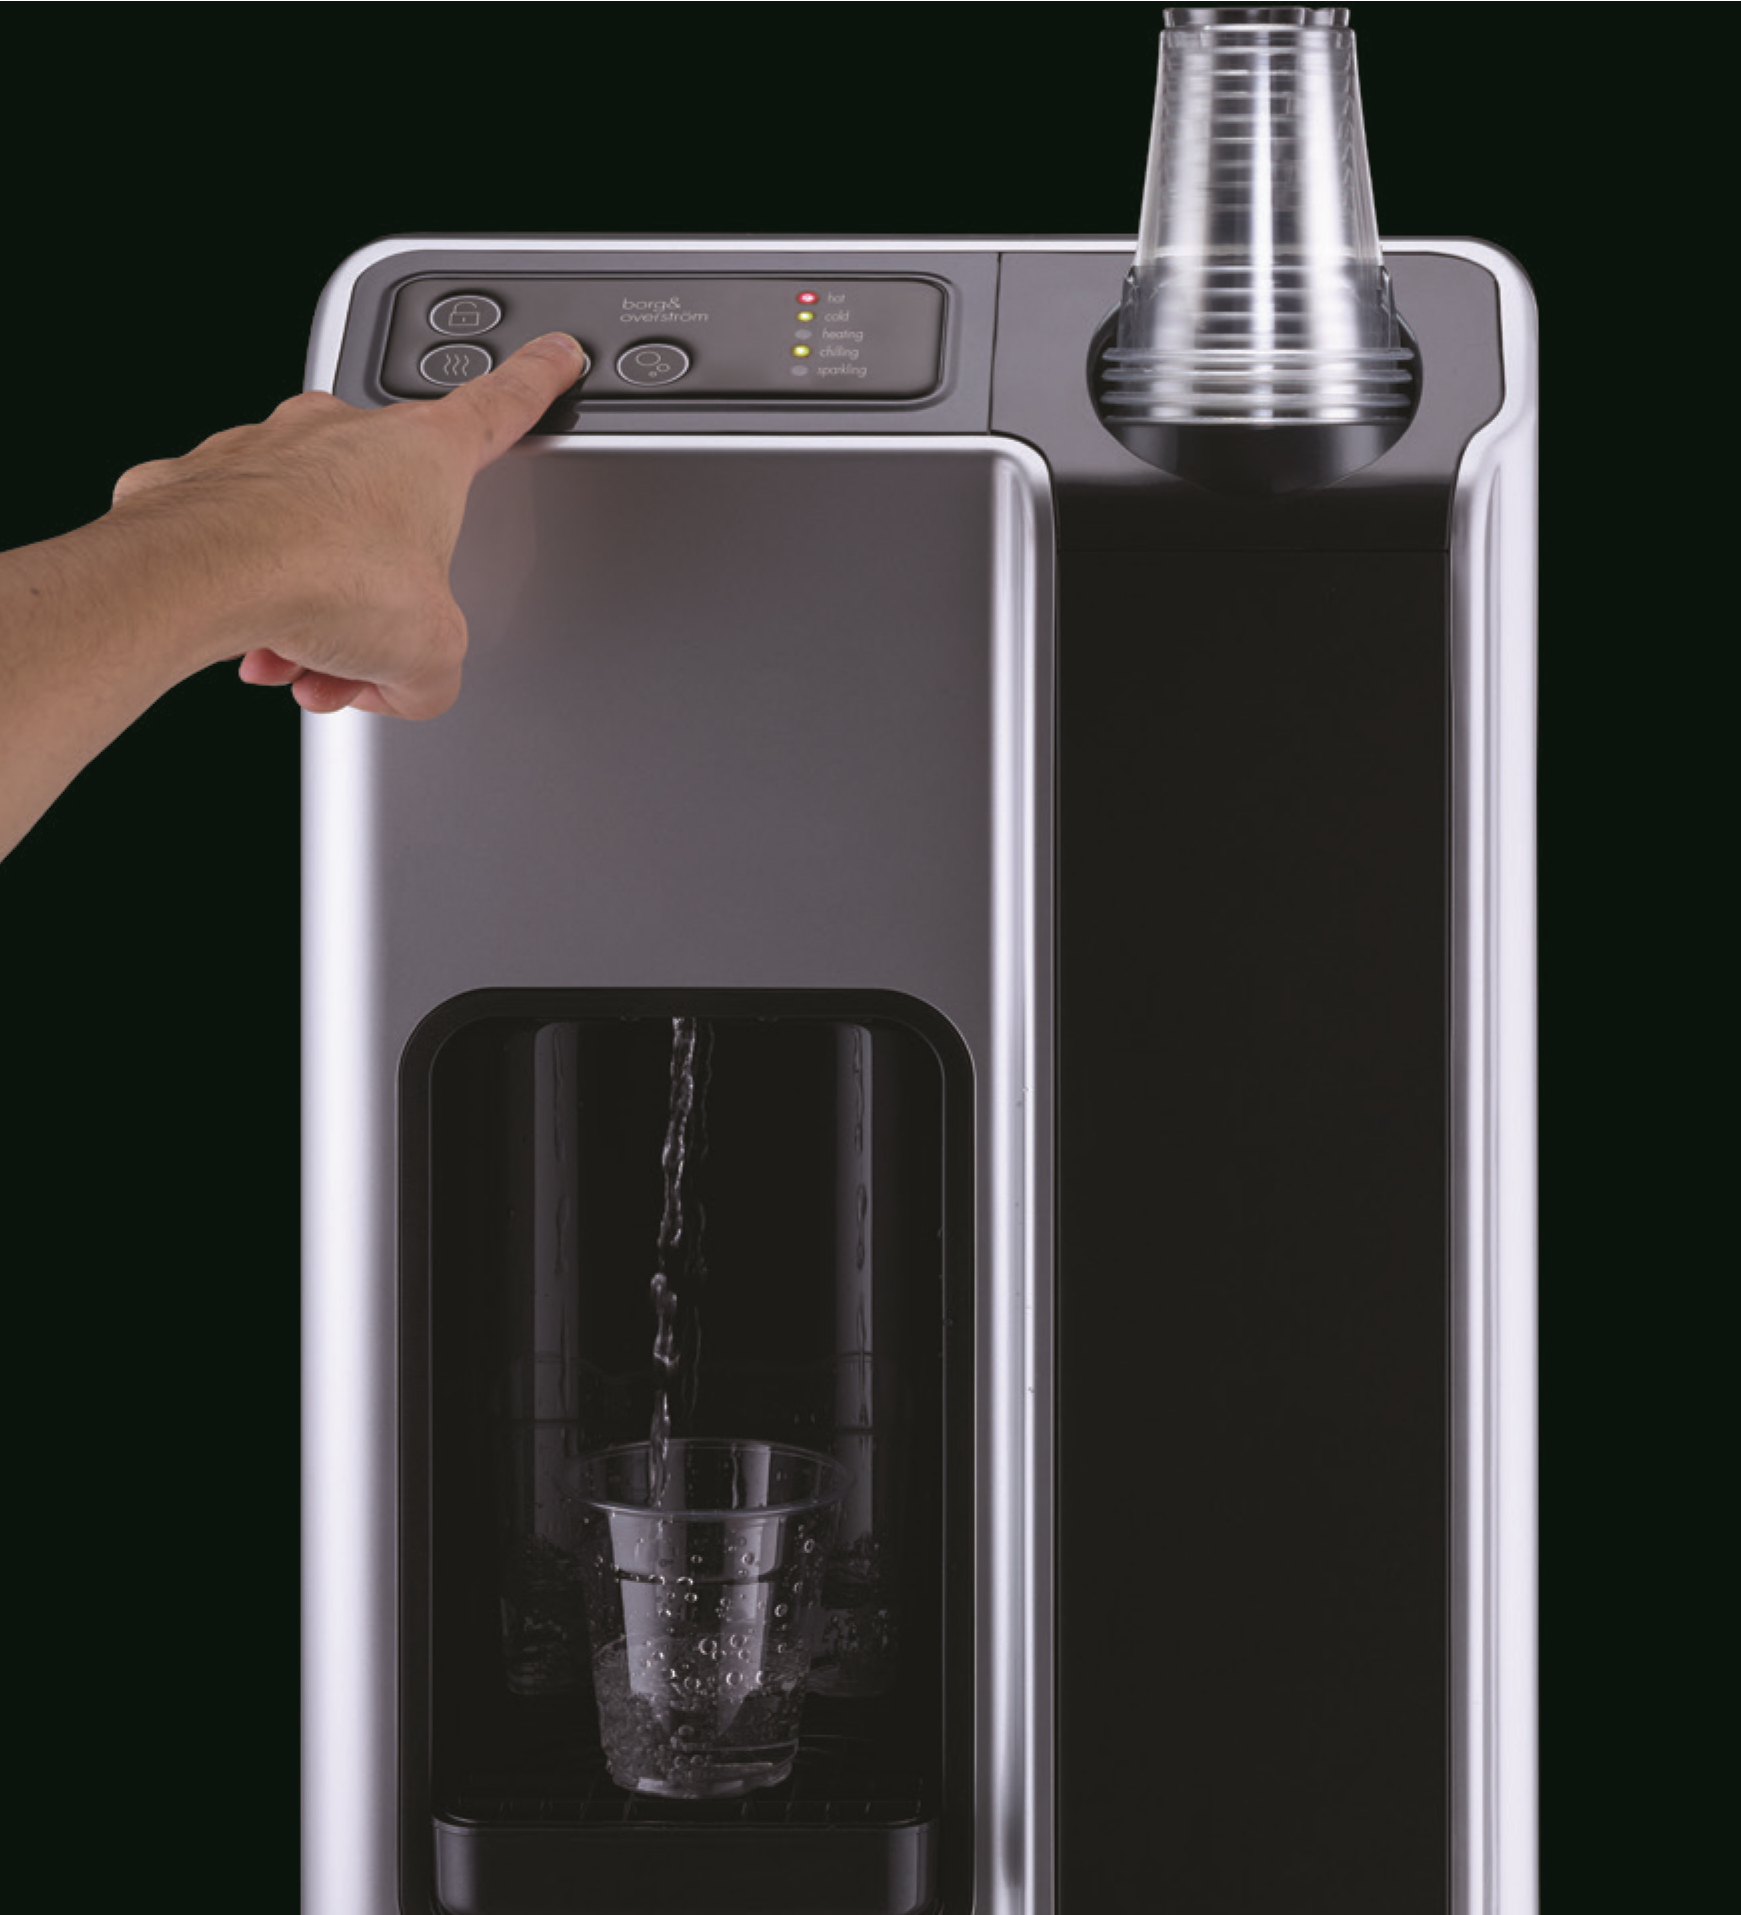 borg&
overström
hot
cold
heating
chilling
sparkling